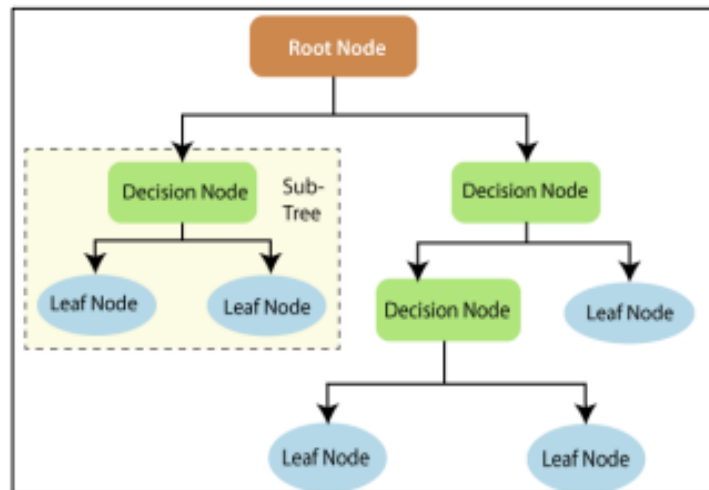 Root Node
Decision Node
Sub-
Tree
Decision Node
Leaf Node
Leaf Node
Decision Node
Leaf Node
Leaf Node
Leaf Node